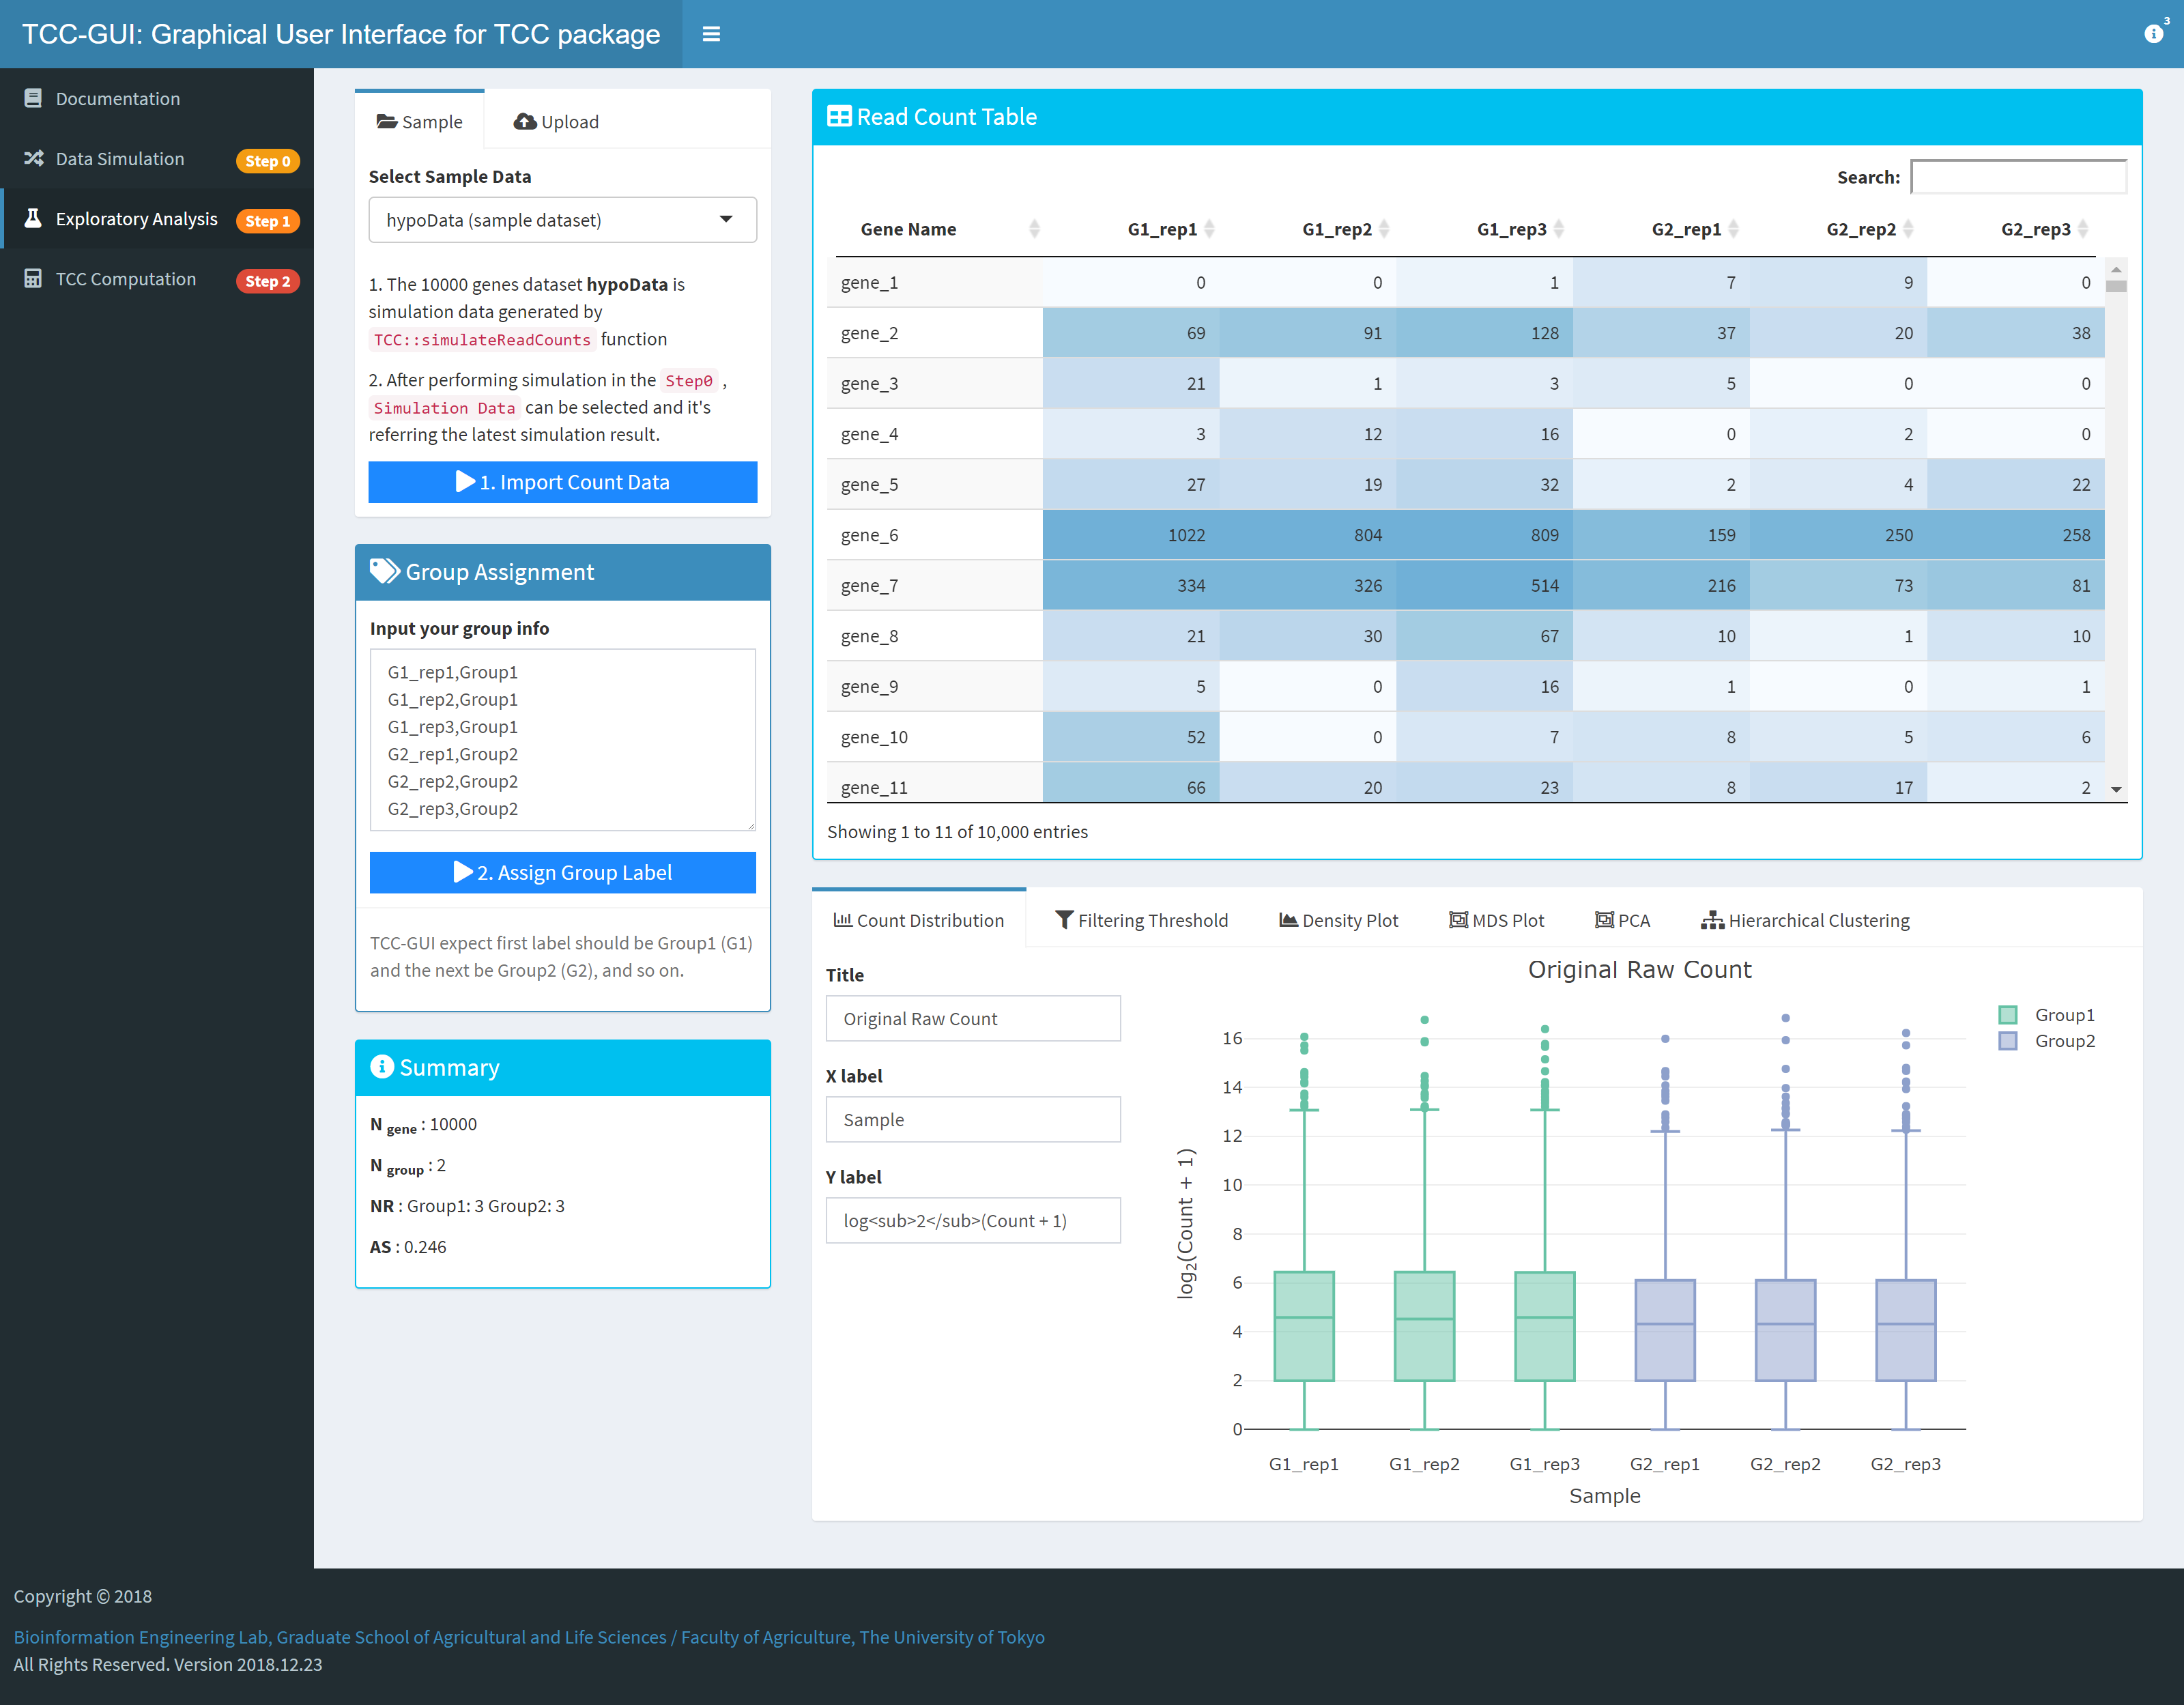 TCC-GUI: Graphical User Interface for TCC package
3
Documentation
Data Simulation Step 0
Exploratory Analysis Step 1
TCC Computation Step 2
Sample Upload
Select Sample Data
hypoData (sample dataset)
1. The 10000 genes dataset hypoData is
simulation data generated by
TCC::simulateReadCounts function
2. After performing simulation in the Step0 ,
Simulation Data can be selected and it's
referring the latest simulation result.
1. Import Count Data
Group Assignment
Input your group info
G1_rep1,Group1
G1_rep2,Group1
G1_rep3,Group1
G2_rep1,Group2
G2_rep2,Group2
G2_rep3,Group2
2. Assign Group Label
TCC-GUI expect first label should be Group1 (G1)
and the next be Group2 (G2), and so on.
Summary
N gene : 10000
N group : 2
NR : Group1: 3 Group2: 3
AS : 0.246
Read Count Table
Search:
Gene Name G1_rep1 G1_rep2 G1_rep3 G2_rep1 G2_rep2 G2_rep3
gene_1 0 0 1 7 9 0
gene_2 69 91 128 37 20 38
gene_3 21 1 3 5 0 0
gene_4 3 12 16 0 2 0
gene_5 27 19 32 2 4 22
gene_6 1022 804 809 159 250 258
gene_7 334 326 514 216 73 81
gene_8 21 30 67 10 1 10
gene_9 5 0 16 1 0 1
gene_10 52 0 7 8 5 6
gene_11 66 20 23 8 17 2
Showing 1 to 11 of 10,000 entries
Count Distribution Filtering Threshold Density Plot MDS Plot PCA Hierarchical Clustering
Title
Original Raw Count
X label
Sample
Y label
log<sub>2</sub>(Count + 1)
Original Raw Count
Group1
Group2
16
14
12
10
8
6
4
2
0
log2(Count + 1)
G1_rep1 G1_rep2 G1_rep3 G2_rep1 G2_rep2 G2_rep3
Sample
Copyright © 2018
Bioinformation Engineering Lab, Graduate School of Agricultural and Life Sciences / Faculty of Agriculture, The University of Tokyo
All Rights Reserved. Version 2018.12.23